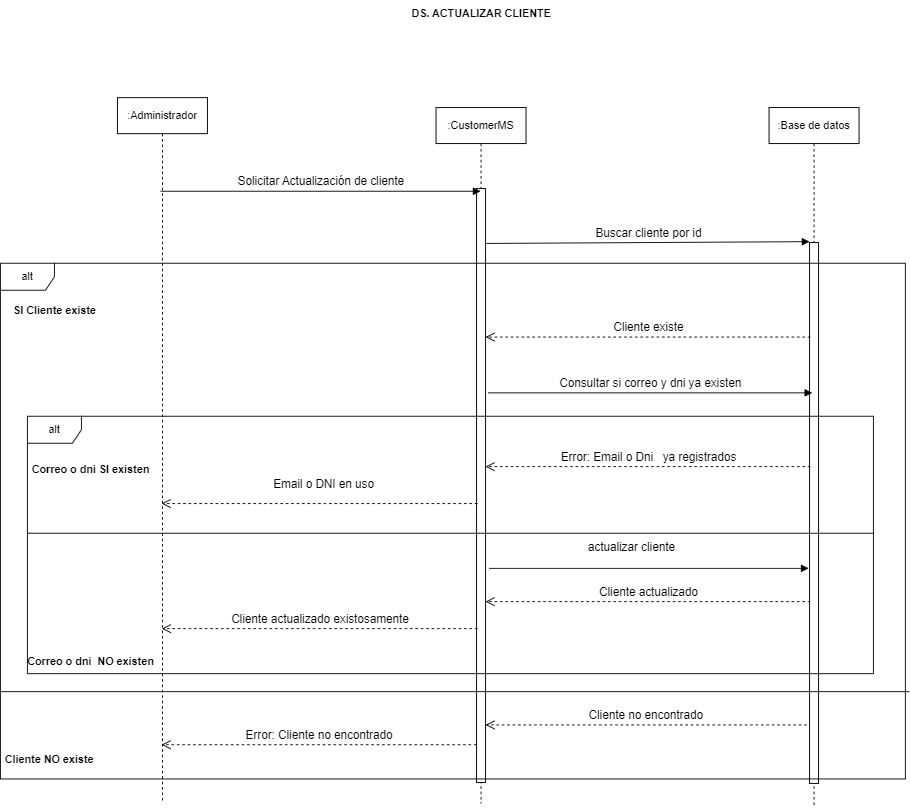 DS. ACTUALIZAR CLIENTE
:Administrador
:CustomerMS
:Base de datos
Solicitar Actualización de cliente
Buscar cliente por id
alt
SI Cliente existe
Cliente existe
Consultar si correo y dni ya existen
alt
Correo o dni SI existen
Error: Email o Dni ya registrados
Email o DNI en uso
actualizar cliente
Cliente actualizado
Cliente actualizado existosamente
Correo o dni NO existen
Cliente no encontrado
Error: Cliente no encontrado
Cliente NO existe